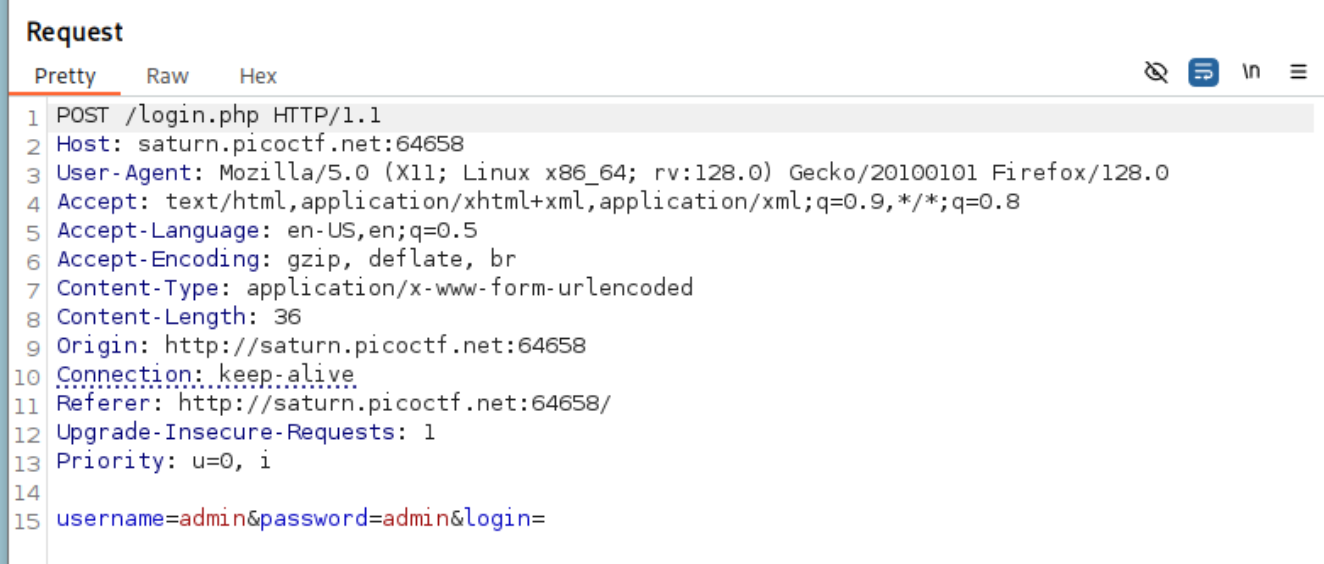 Request
Pretty Raw Hex \n
1 POST /login.php HTTP/1.1
2 Host: saturn.picoctf.net:64658
3 User-Agent: Mozilla/5.0 (X11; Linux x86_64; rv:128.0) Gecko/20100101 Firefox/128.0
4 Accept: text/html,application/xhtml+xml,application/xml;q=0.9,*/*;q=0.8
5 Accept-Language: en-US,en;q=0.5
6 Accept-Encoding: gzip, deflate, br
7 Content-Type: application/x-www-form-urlencoded
8 Content-Length: 36
9 Origin: http://saturn.picoctf.net:64658
10 Connection: keep-alive
11 Referer: http://saturn.picoctf.net:64658/
12 Upgrade-Insecure-Requests: 1
13 Priority: u=0, i
14
15 username=admin&password=admin&login=